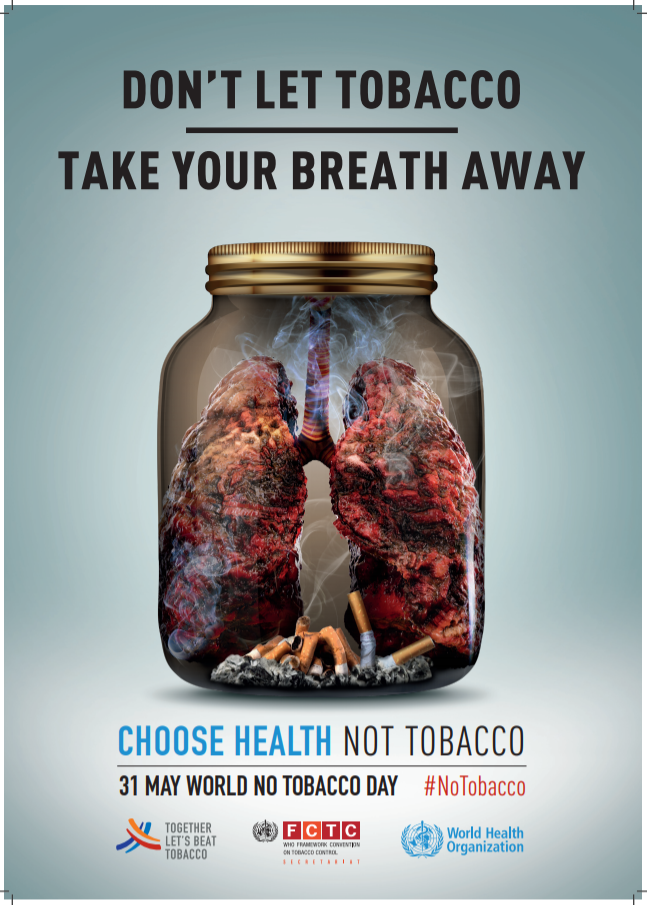 DON'T LET TOBACCO
TAKE YOUR BREATH AWAY
CHOOSE HEALTH NOT TOBACCO
31 MAY WORLD NO TOBACCO DAY #NoTobacco
TOGETHER
LET'S BEAT
TOBACCO
FCTC
WHO FRAMEWORK CONVENTION
ON TOBACCO CONTROL
SECRETARIAT
World Health
Organization